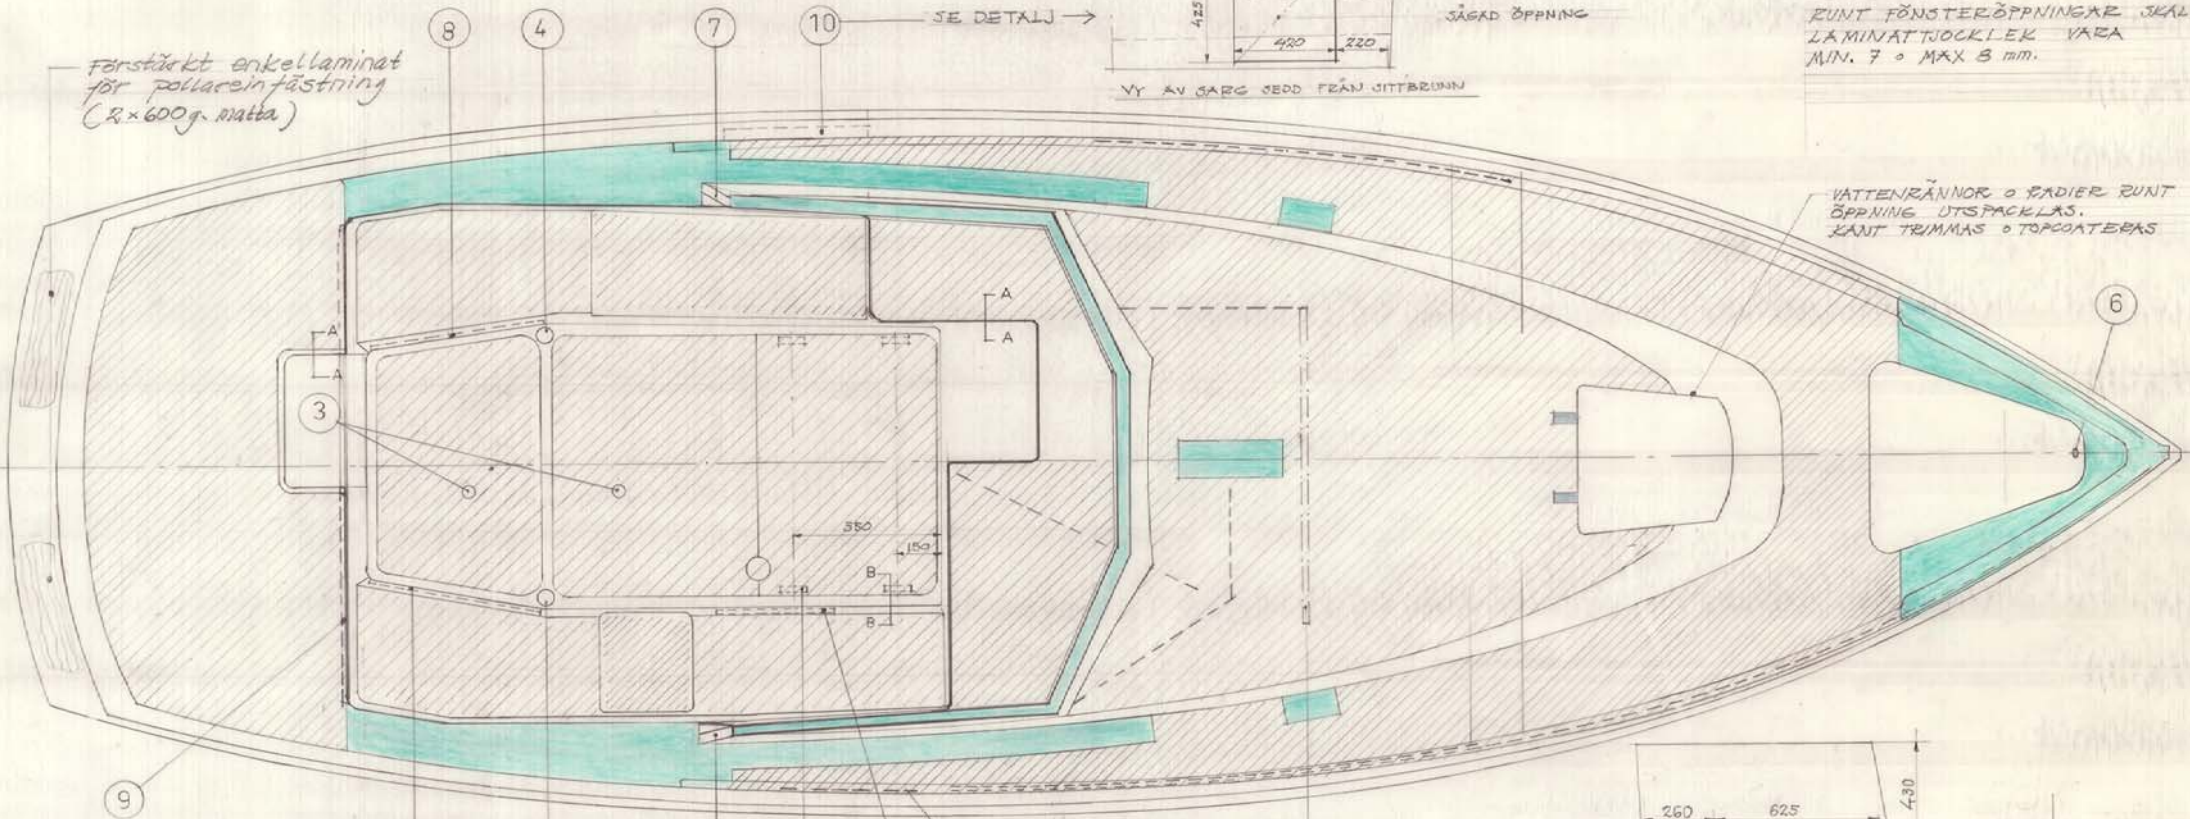 8
4
7
10
SE DETALJ
425
420
220
SÅGAD ÖPPNING
VY AV SARG SEDD FRÅN SITTBRUNN
RUNT FÖNSTERÖPPNINGAR SKAL
LAMINATTJOCKLEK VARA
MIN. 7 o MAX 8 mm.
Förstärkt enkellaminat
för pollareinfästning
(2×600g. matta)
VATTENRÄNNOR o RADIER RUNT
ÖPPNING UTSPACKLAS.
KANT TRIMMAS o TOPCOATERAS
6
A
A
A
A
3
350
150
B
B
9
430
260
625